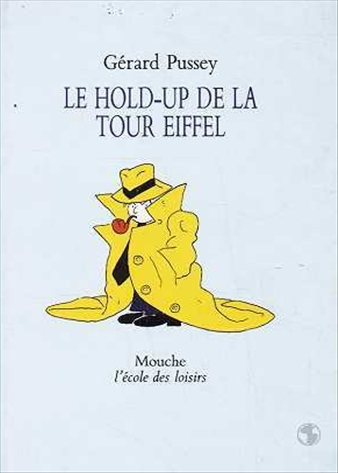 Gérard Pussey
LE HOLD-UP DE LA
TOUR EIFFEL
Mouche
l'école des loisirs